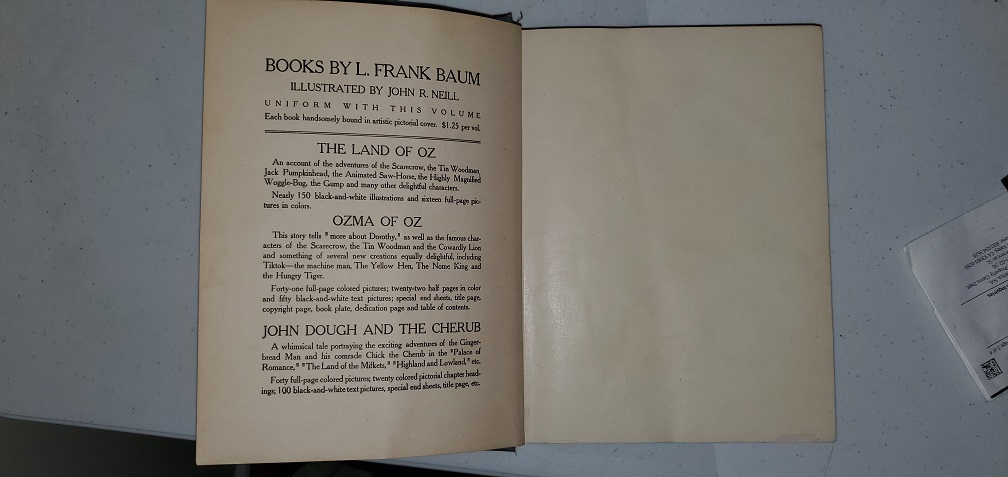 BOOKS BY L. FRANK BAUM
ILLUSTRATED BY JOHN R. NEILL
UNIFORM WITH THIS VOLUME
Each book handsomely bound in artistic pictorial cover. $1.25 per vol.
THE LAND OF OZ
An account of the adventures of the Scarecrow, the Tin Woodman,
Jack Pumpkinhead, the Animated Saw-Horse, the Highly Magnified
Woggle-Bug, the Gump and many other delightful characters.
Nearly 150 black-and-white illustrations and sixteen full-page pic-
tures in colors.
OZMA OF OZ
This story tells "more about Dorothy," as well as the famous char-
acters of the Scarecrow, the Tin Woodman and the Cowardly Lion
and something of several new creations equally delightful, including
Tiktok—the machine man, The Yellow Hen, The Nome King and
the Hungry Tiger.
Forty-one full-page colored pictures; twenty-two half pages in color
and fifty black-and-white text pictures; special end sheets, title page,
copyright page, book plate, dedication page and table of contents.
JOHN DOUGH AND THE CHERUB
A whimsical tale portraying the exciting adventures of the Ginger-
bread Man and his comrade Chick the Cherub in the "Palace of
Romance," "The Land of the Mifkets," "Highland and Lowland," etc.
Forty full-page colored pictures; twenty colored pictorial chapter head-
ings; 100 black-and-white text pictures, special end sheets, title page, etc.